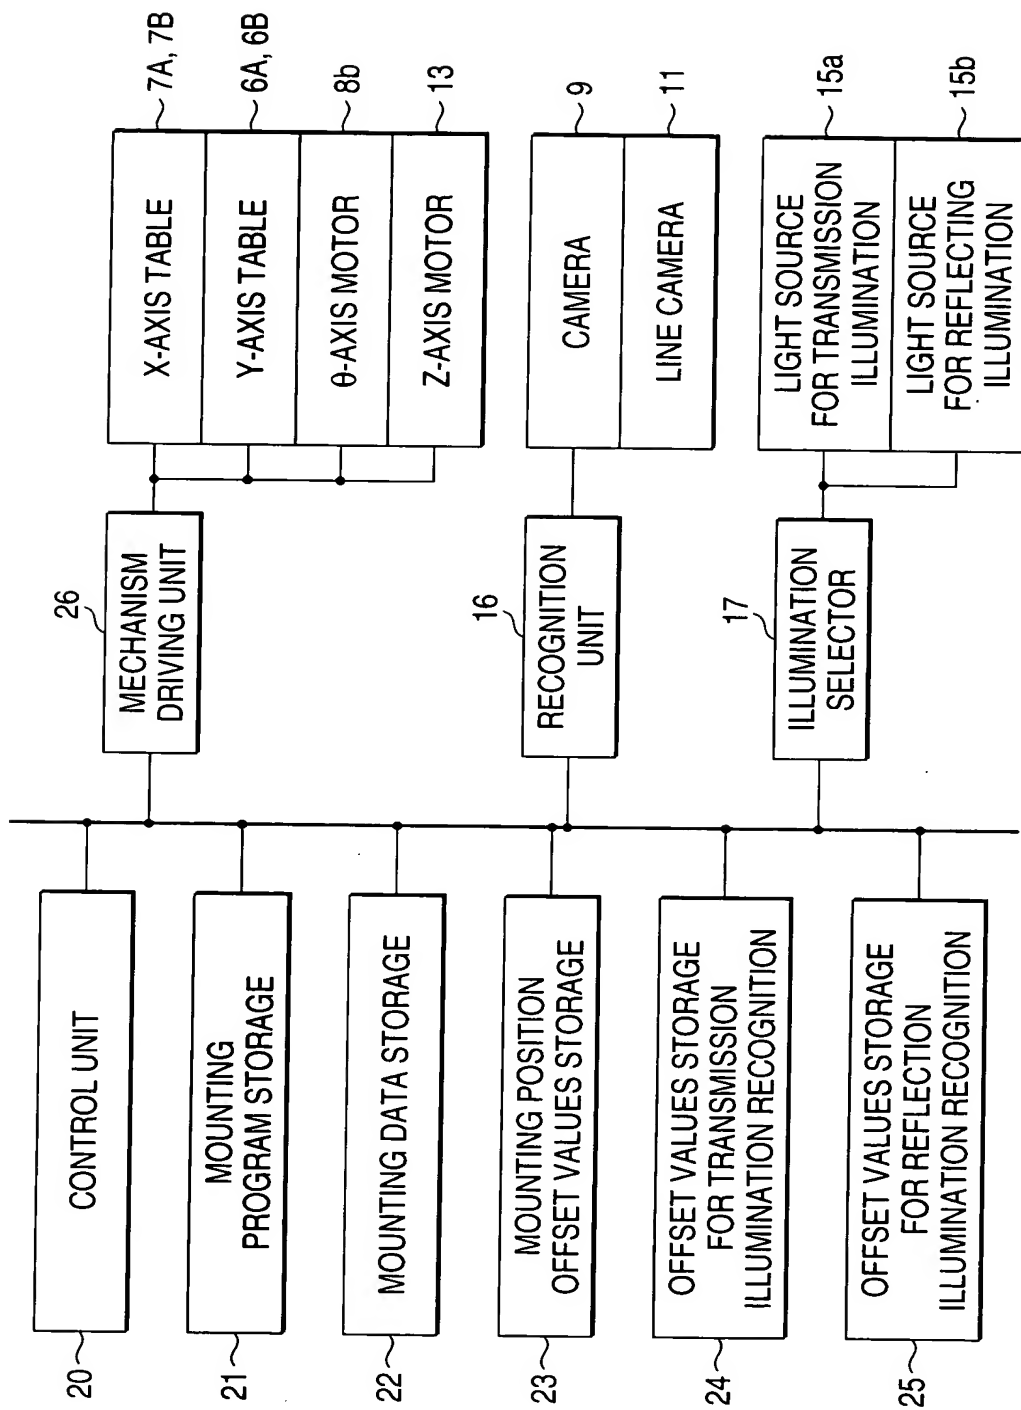 20
CONTROL UNIT
21
MOUNTING
PROGRAM STORAGE
22
MOUNTING DATA STORAGE
23
MOUNTING POSITION
OFFSET VALUES STORAGE
24
OFFSET VALUES STORAGE
FOR TRANSMISSION
ILLUMINATION RECOGNITION
25
OFFSET VALUES STORAGE
FOR REFLECTION
ILLUMINATION RECOGNITION
26
MECHANISM
DRIVING UNIT
X-AXIS TABLE
7A, 7B
Y-AXIS TABLE
6A, 6B
θ-AXIS MOTOR
8b
Z-AXIS MOTOR
13
16
RECOGNITION
UNIT
CAMERA
9
LINE CAMERA
11
17
ILLUMINATION
SELECTOR
LIGHT SOURCE
FOR TRANSMISSION
ILLUMINATION
15a
LIGHT SOURCE
FOR REFLECTING
ILLUMINATION
15b